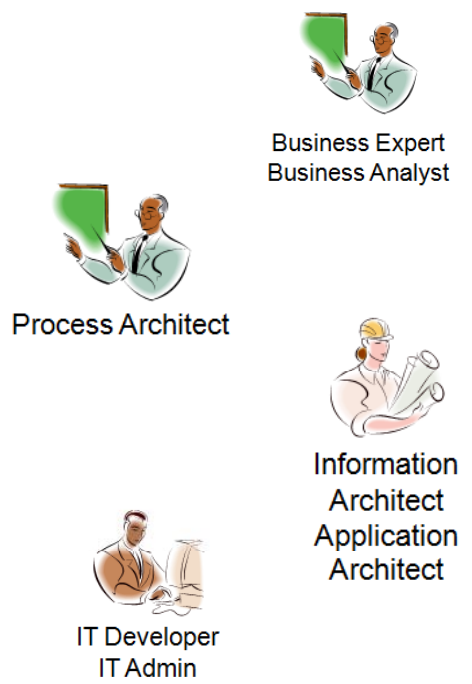 Business Expert
Business Analyst
Process Architect
Information
Architect
Application
Architect
IT Developer
IT Admin